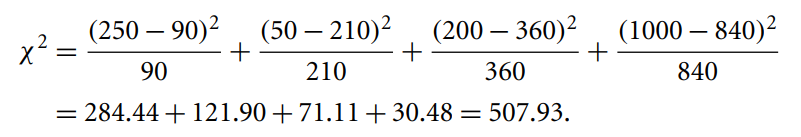 χ² = (250 – 90)²/90 + (50 – 210)²/210 + (200 – 360)²/360 + (1000 – 840)²/840
= 284.44 + 121.90 + 71.11 + 30.48 = 507.93.